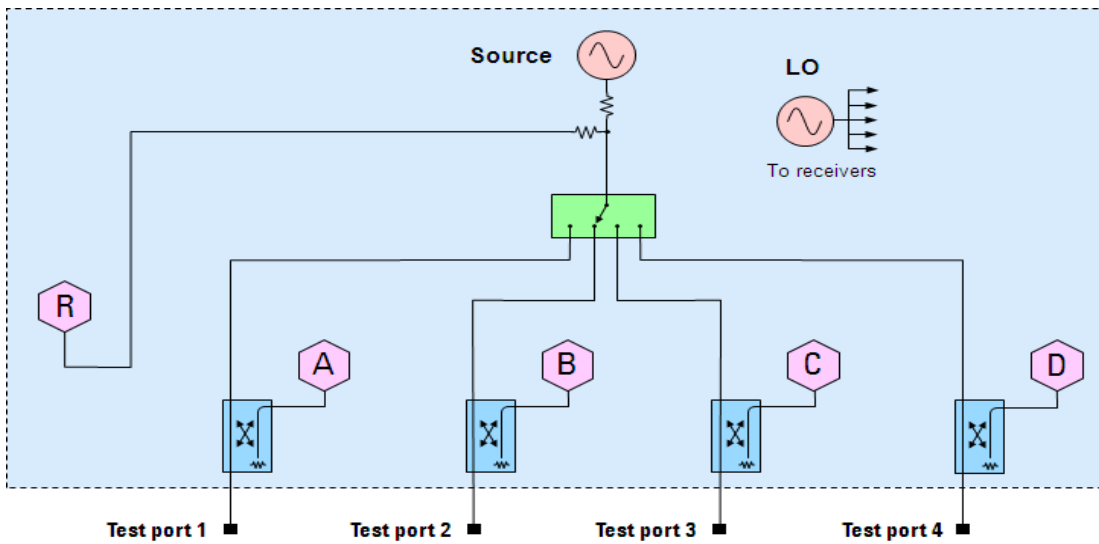 Source
LO
To receivers
R
A
B
C
D
Test port 1
Test port 2
Test port 3
Test port 4